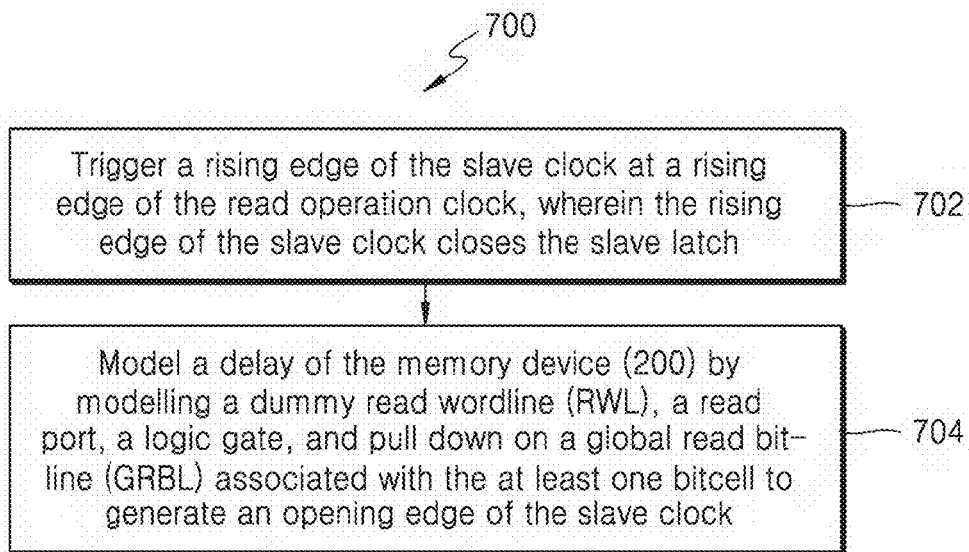 700
Trigger a rising edge of the slave clock at a rising
edge of the read operation clock, wherein the rising
edge of the slave clock closes the slave latch
702
Model a delay of the memory device (200) by
modelling a dummy read wordline (RWL), a read
port, a logic gate, and pull down on a global read bit-
line (GRBL) associated with the at least one bitcell to
generate an opening edge of the slave clock
704